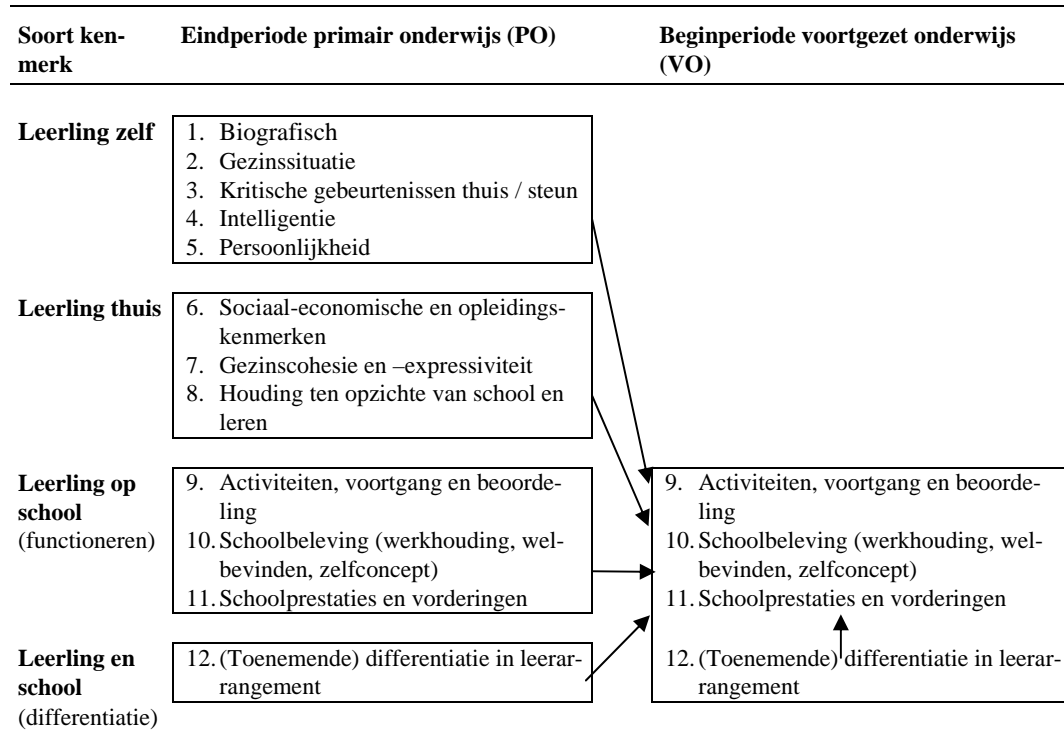 Soort ken-
merk
Eindperiode primair onderwijs (PO)
Beginperiode voortgezet onderwijs
(VO)
Leerling zelf
1. Biografisch
2. Gezinssituatie
3. Kritische gebeurtenissen thuis / steun
4. Intelligentie
5. Persoonlijkheid
Leerling thuis
6. Sociaal-economische en opleidings-
kenmerken
7. Gezinscohesie en –expressiviteit
8. Houding ten opzichte van school en
leren
Leerling op
school
(functioneren)
9. Activiteiten, voortgang en beoorde-
ling
10. Schoolbeleving (werkhouding, wel-
bevinden, zelfconcept)
11. Schoolprestaties en vorderingen
9. Activiteiten, voortgang en beoorde-
ling
10. Schoolbeleving (werkhouding, wel-
bevinden, zelfconcept)
11. Schoolprestaties en vorderingen
Leerling en
school
(differentiatie)
12. (Toenemende) differentiatie in leerar-
rangement
12. (Toenemende) differentiatie in leerar-
rangement